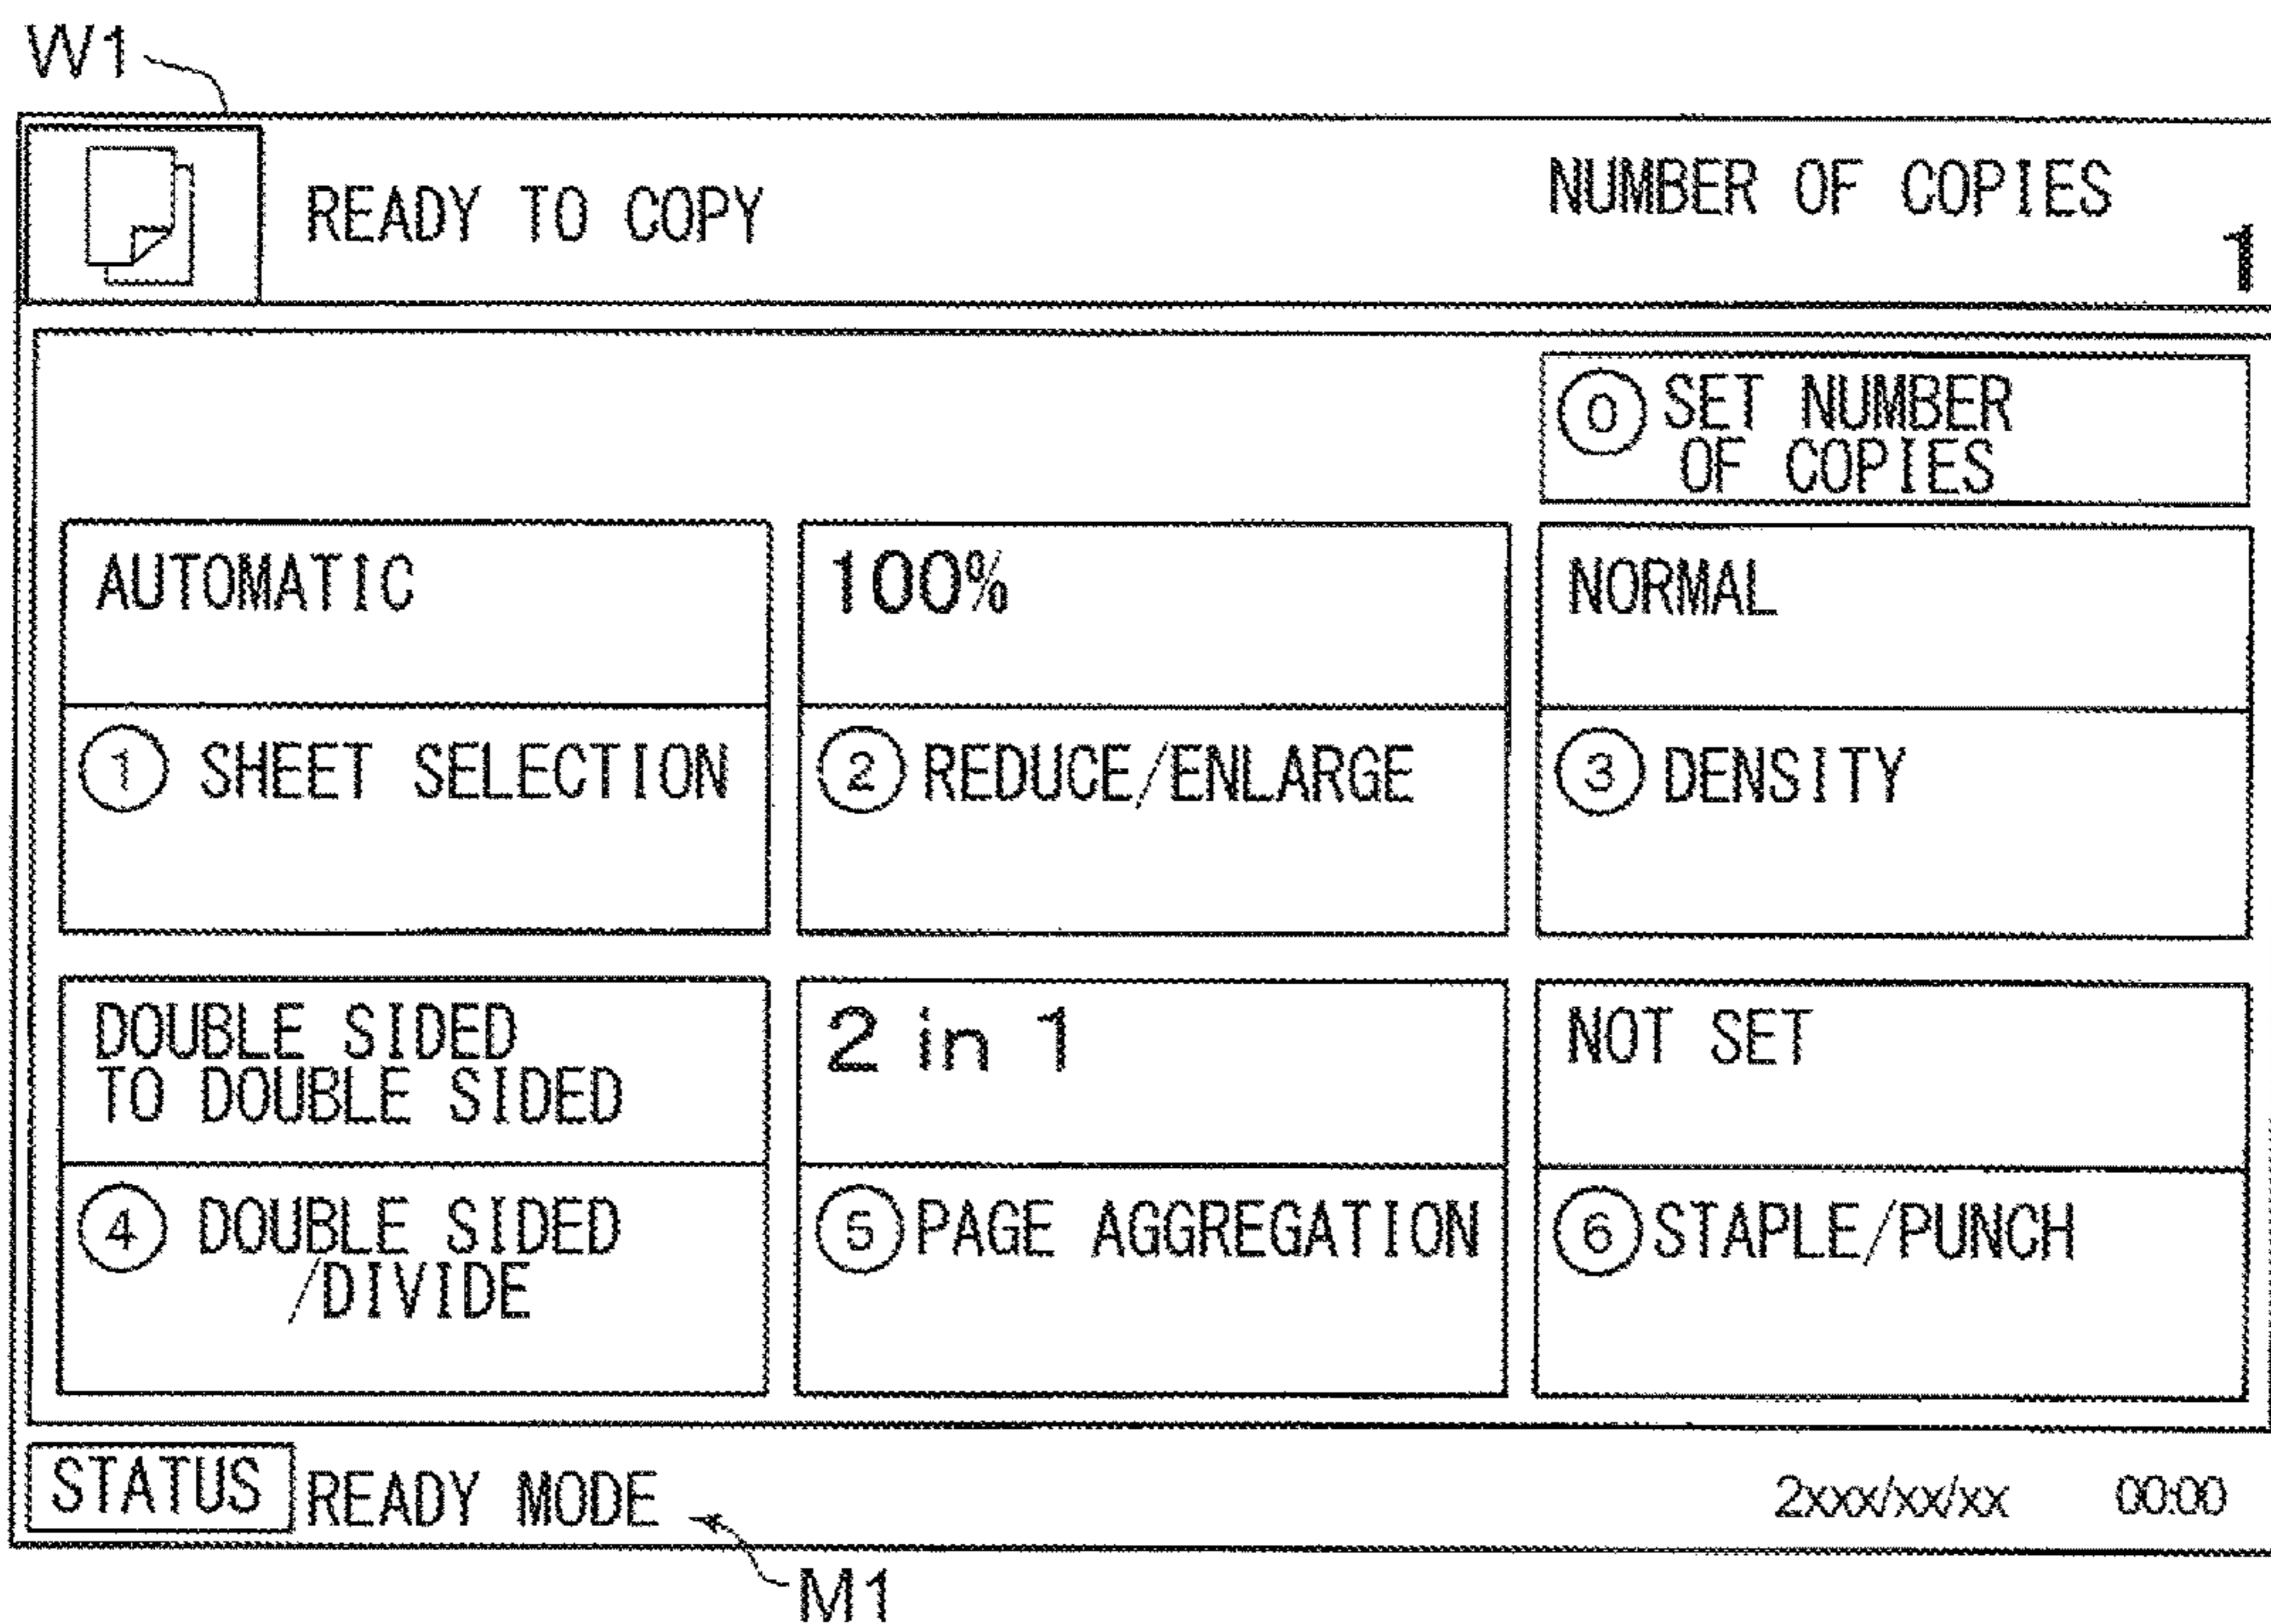 W1
READY TO COPY
NUMBER OF COPIES
1
0 SET NUMBER
OF COPIES
AUTOMATIC
1 SHEET SELECTION
100%
2 REDUCE/ENLARGE
NORMAL
3 DENSITY
DOUBLE SIDED
TO DOUBLE SIDED
4 DOUBLE SIDED
/DIVIDE
2 in 1
5 PAGE AGGREGATION
NOT SET
6 STAPLE/PUNCH
STATUS READY MODE 2xxx/xx/xx 00:00
M1